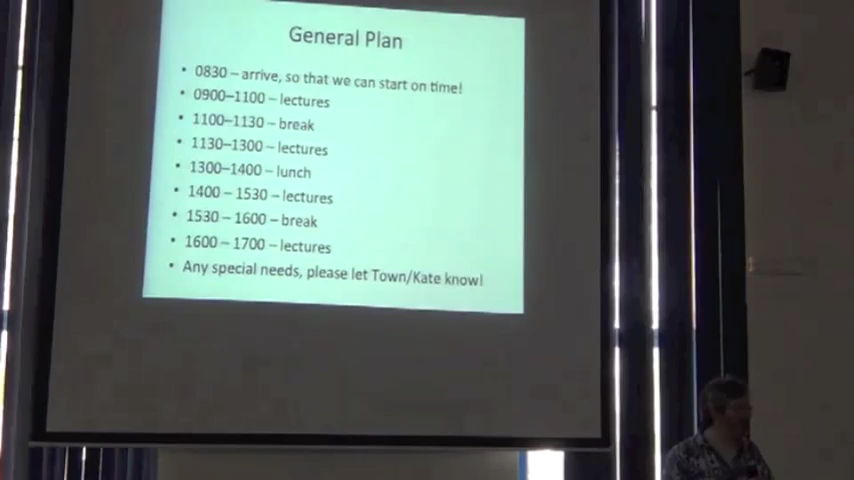 General Plan
• 0830 – arrive, so that we can start on time!
• 0900–1100 – lectures
• 1100–1130 – break
• 1130–1300 – lectures
• 1300–1400 – lunch
• 1400 – 1530 – lectures
• 1530 – 1600 – break
• 1600 – 1700 – lectures
• Any special needs, please let Town/Kate know!